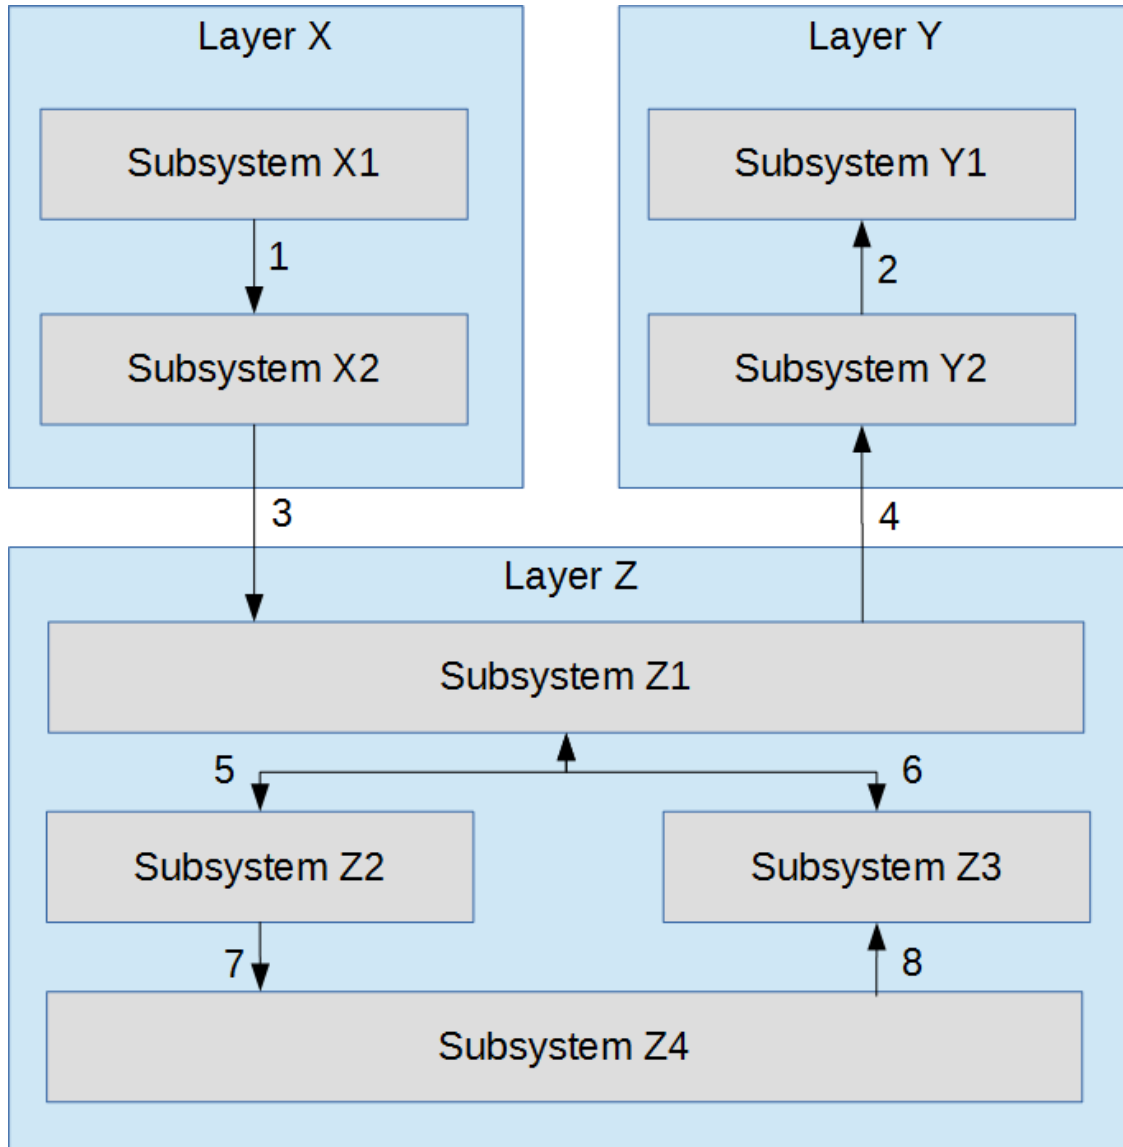 Layer X
Subsystem X1
1
Subsystem X2
3
Layer Y
Subsystem Y1
2
Subsystem Y2
4
Layer Z
Subsystem Z1
5
6
Subsystem Z2
Subsystem Z3
7
8
Subsystem Z4